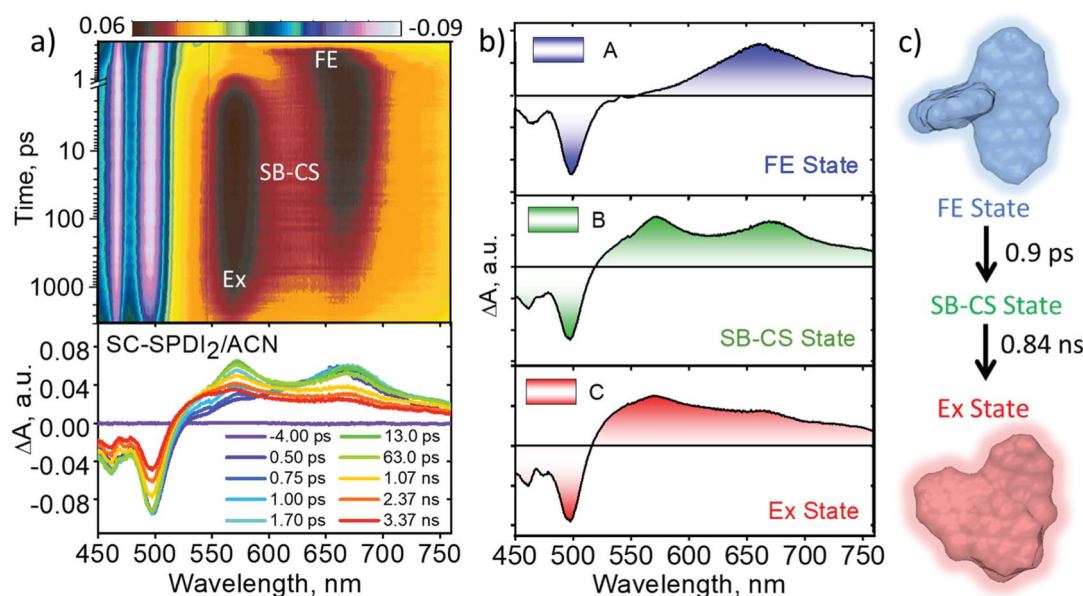 a)
0.06
-0.09
FE
SB-CS
Ex
Time, ps
1
10
100
1000
SC-SPDI₂/ACN
ΔA, a.u.
0.08
0.04
0.00
-0.04
-0.08
-4.00 ps
0.50 ps
0.75 ps
1.00 ps
1.70 ps
13.0 ps
63.0 ps
1.07 ns
2.37 ns
3.37 ns
450 500 550 600 650 700 750
Wavelength, nm
b)
A
FE State
B
SB-CS State
C
Ex State
ΔA, a.u.
450 500 550 600 650 700 750
Wavelength, nm
c)
FE State
0.9 ps
SB-CS State
0.84 ns
Ex State